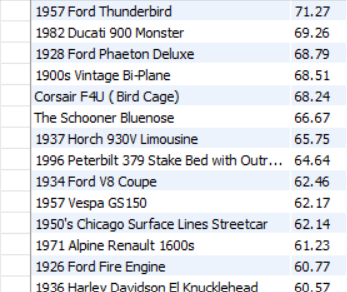 1957 Ford Thunderbird 71.27
1982 Ducati 900 Monster 69.26
1928 Ford Phaeton Deluxe 68.79
1900s Vintage Bi-Plane 68.51
Corsair F4U ( Bird Cage) 68.24
The Schooner Bluenose 66.67
1937 Horch 930V Limousine 65.75
1996 Peterbilt 379 Stake Bed with Outr... 64.64
1934 Ford V8 Coupe 62.46
1957 Vespa GS150 62.17
1950's Chicago Surface Lines Streetcar 62.14
1971 Alpine Renault 1600s 61.23
1926 Ford Fire Engine 60.77
1936 Harley Davidson El Knucklehead 60.57